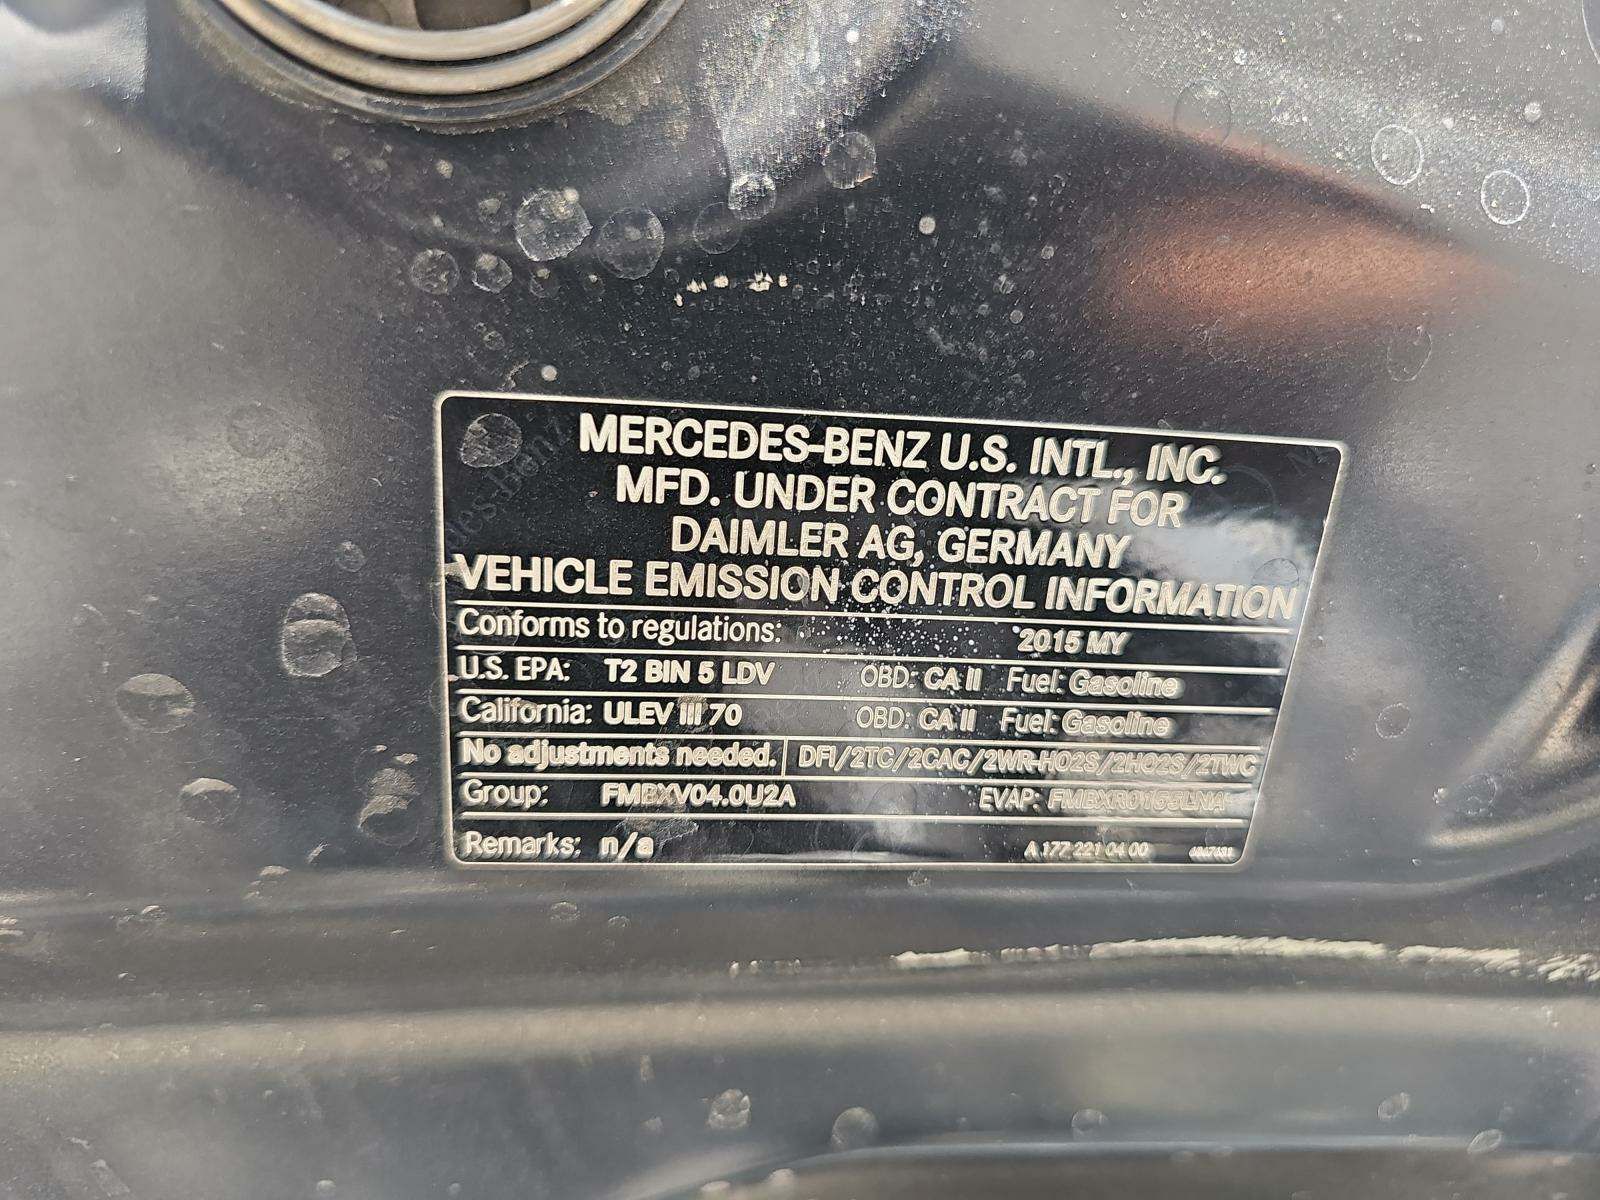 MERCEDES-BENZ U.S. INTL., INC.
MFD. UNDER CONTRACT FOR
DAIMLER AG, GERMANY
VEHICLE EMISSION CONTROL INFORMATION
Conforms to regulations: 2015 MY
U.S. EPA: T2 BIN 5 LDV OBD: CA II Fuel: Gasoline
California: ULEV III 70 OBD: CA II Fuel: Gasoline
No adjustments needed. DFI/2TC/2CAC/2WR-HO2S/2HO2S/2TWC
Group: FMBXV04.0U2A EVAP: FMBXR0155LNA
Remarks: n/a A 177 221 04 00